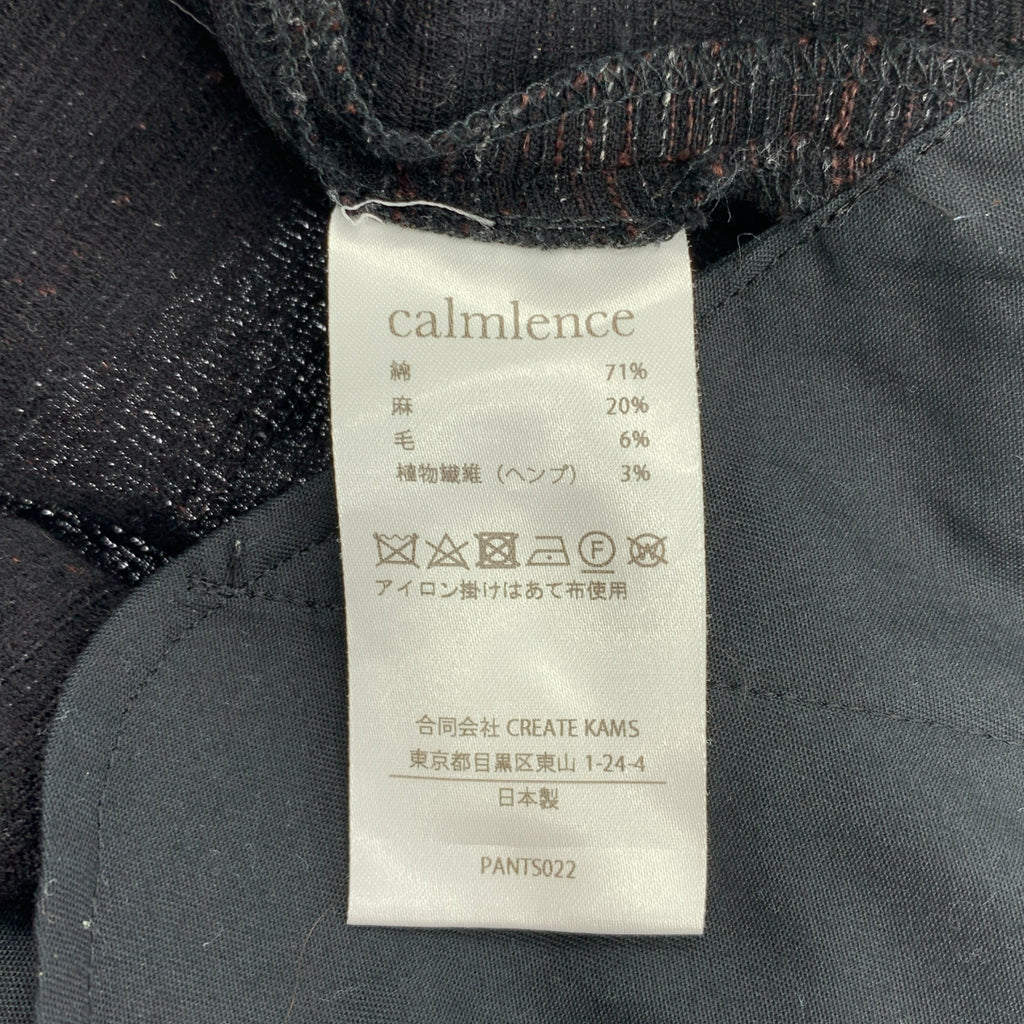 calmlence
綿 71%
麻 20%
毛 6%
植物繊維（ヘンプ） 3%
F W
アイロン掛けはあて布使用
合同会社 CREATE KAMS
東京都目黒区東山 1-24-4
日本製
PANTS022